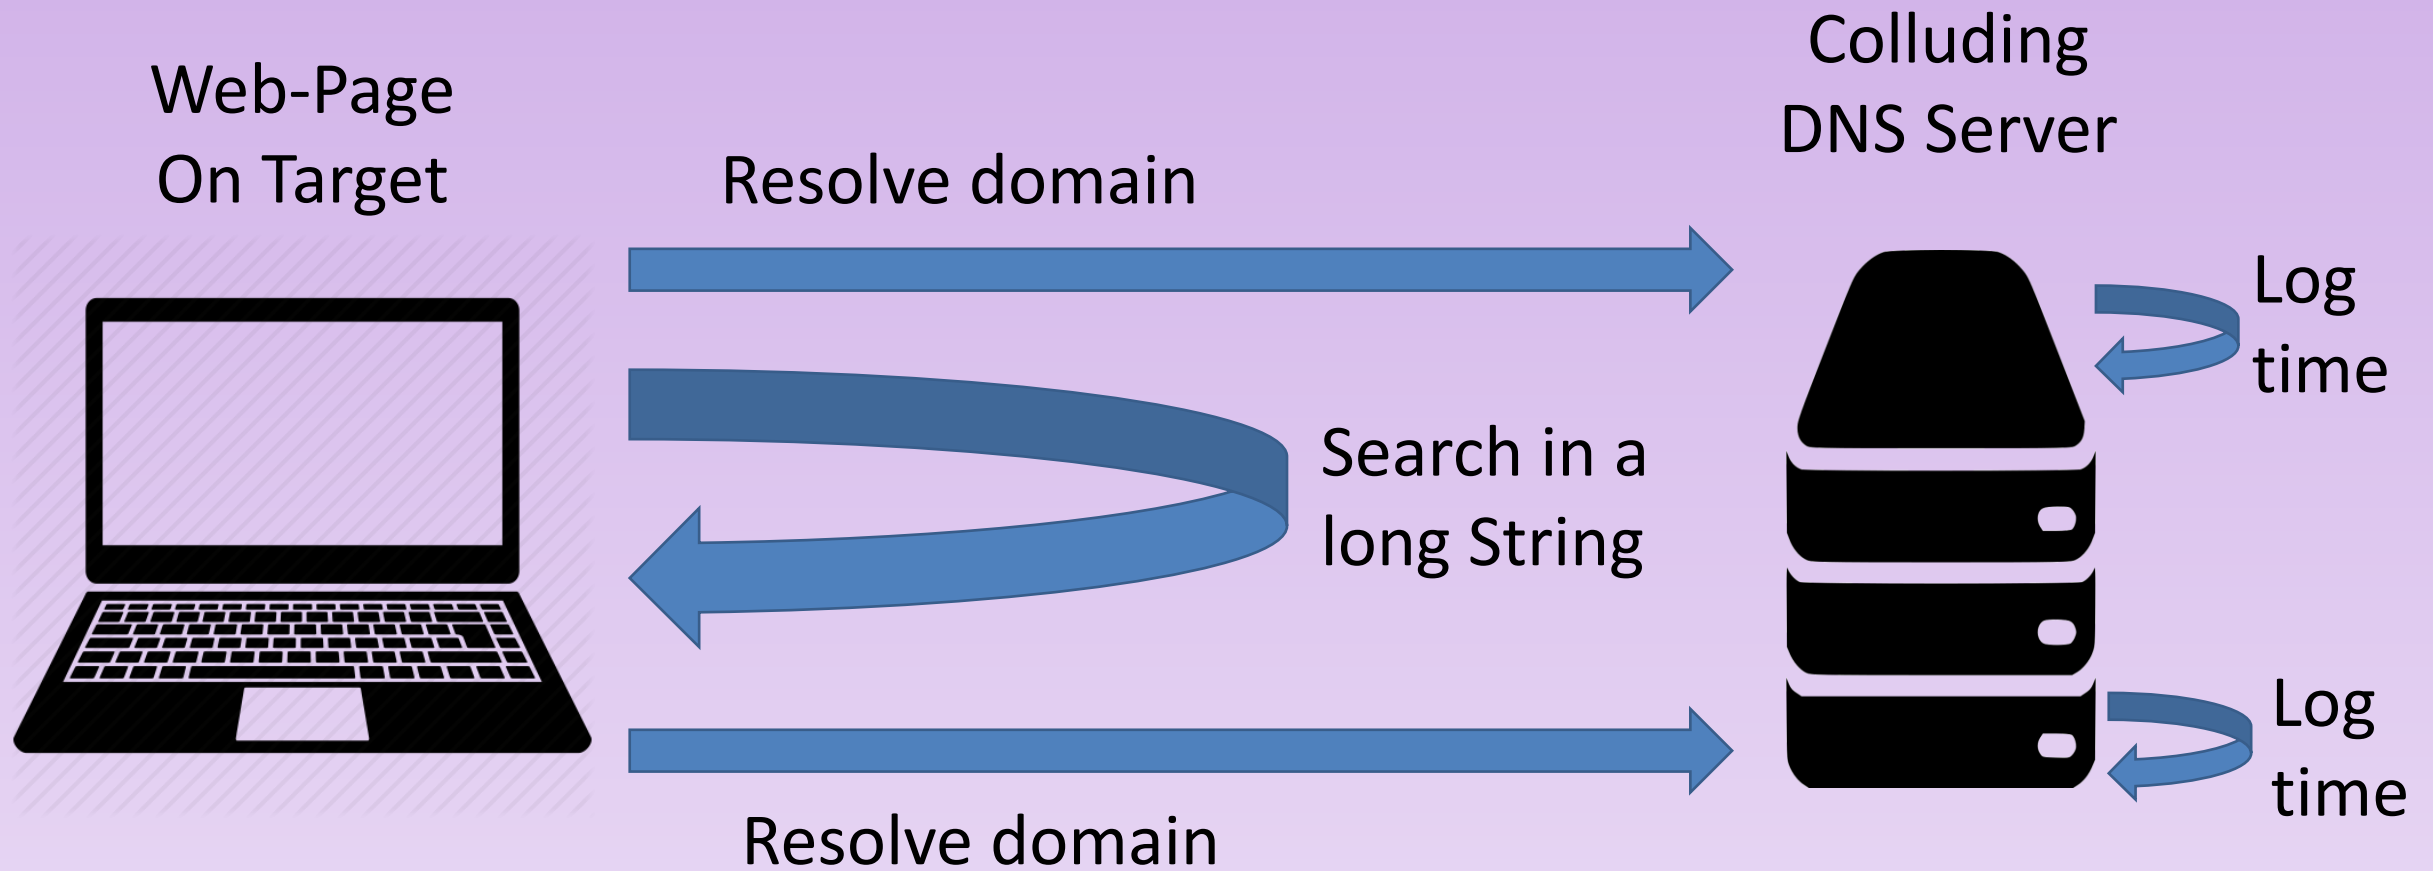 Web-Page
On Target
Resolve domain
Colluding
DNS Server
Log
time
Search in a
long String
Log
time
Resolve domain